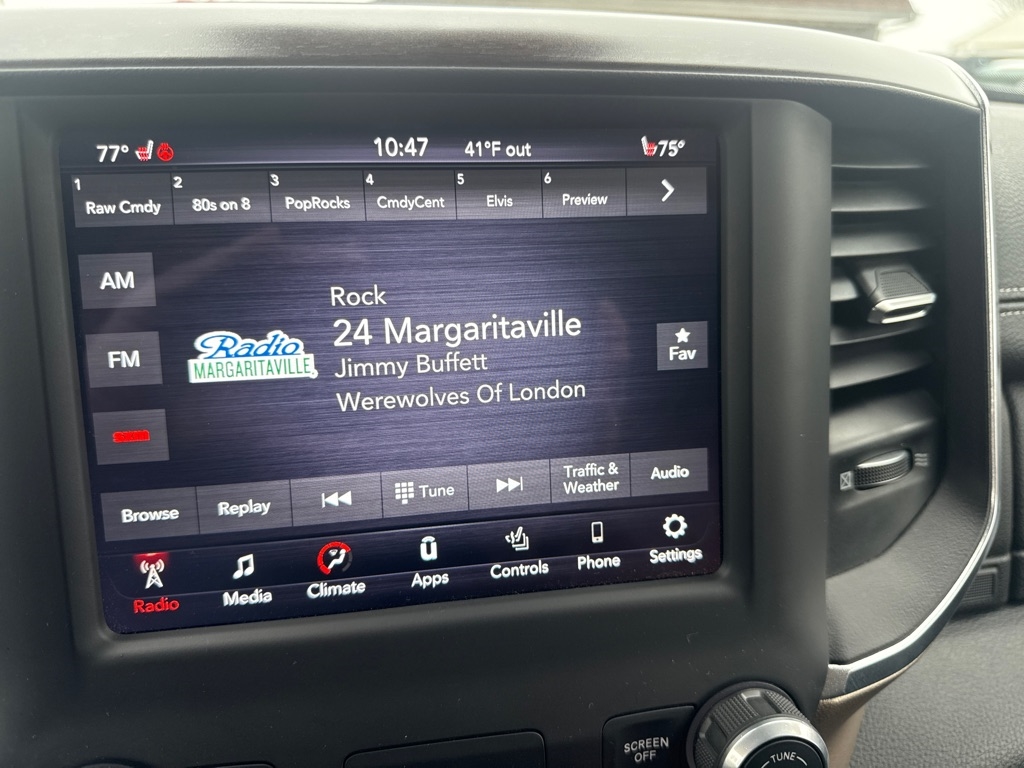 77° 10:47 41°F out 75°
1 Raw Cmdy 2 80s on 8 3 PopRocks 4 CmdyCent 5 Elvis 6 Preview
AM
FM
Radio
MARGARITAVILLE
Rock
24 Margaritaville
Jimmy Buffett
Werewolves Of London
Fav
Browse Replay Tune Traffic &
Weather Audio
Radio Media Climate Apps Controls Phone Settings
SCREEN
OFF
TUNE